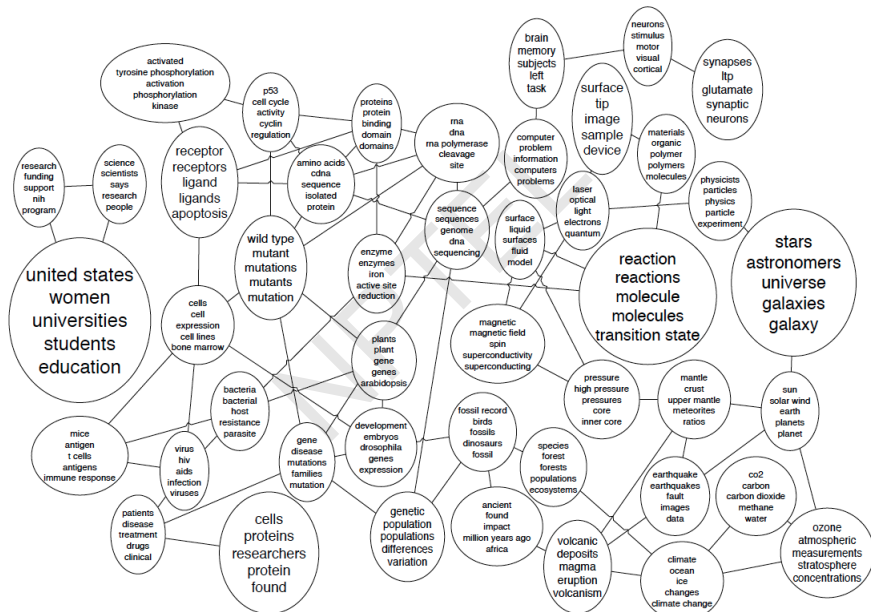 activated
tyrosine phosphorylation
activation
phosphorylation
kinase
p53
cell cycle
activity
cyclin
regulation
proteins
protein
binding
domain
domains
rna
dna
rna polymerase
cleavage
site
brain
memory
subjects
left
task
neurons
stimulus
motor
visual
cortical
synapses
ltp
glutamate
synaptic
neurons
surface
tip
image
sample
device
research
funding
support
nih
program
science
scientists
says
research
people
receptor
receptors
ligand
ligands
apoptosis
amino acids
cdna
sequence
isolated
protein
computer
problem
information
computers
problems
materials
organic
polymer
polymers
molecules
laser
optical
light
electrons
quantum
physicists
particles
physics
particle
experiment
sequence
sequences
genome
dna
sequencing
surface
liquid
surfaces
fluid
model
wild type
mutant
mutations
mutants
mutation
enzyme
enzymes
iron
active site
reduction
reaction
reactions
molecule
molecules
transition state
stars
astronomers
universe
galaxies
galaxy
united states
women
universities
students
education
cells
cell
expression
cell lines
bone marrow
magnetic
magnetic field
spin
superconductivity
superconducting
plants
plant
gene
genes
arabidopsis
pressure
high pressure
pressures
core
inner core
mantle
crust
upper mantle
meteorites
ratios
sun
solar wind
earth
planets
planet
bacteria
bacterial
host
resistance
parasite
mice
antigen
t cells
antigens
immune response
virus
hiv
aids
infection
viruses
gene
disease
mutations
families
mutation
development
embryos
drosophila
genes
expression
fossil record
birds
fossils
dinosaurs
fossil
species
forest
forests
populations
ecosystems
earthquake
earthquakes
fault
images
data
co2
carbon
carbon dioxide
methane
water
patients
disease
treatment
drugs
clinical
cells
proteins
researchers
protein
found
genetic
population
populations
differences
variation
ancient
found
impact
million years ago
africa
volcanic
deposits
magma
eruption
volcanism
climate
ocean
ice
changes
climate change
ozone
atmospheric
measurements
stratosphere
concentrations
NPTEL